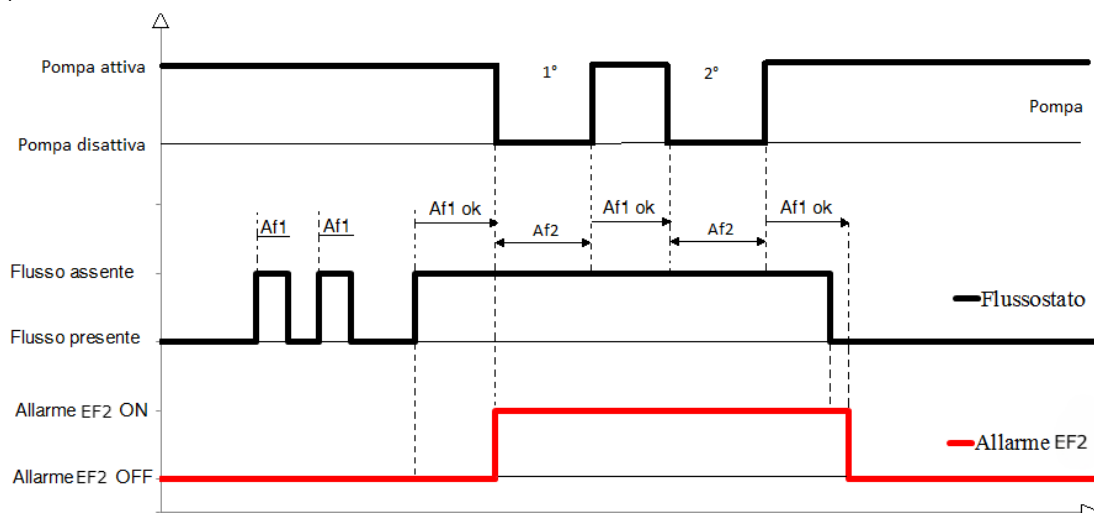 Pompa attiva
1°
2°
Pompa
Pompa disattiva
Af1 ok
Af1 ok
Af1 ok
Af1
Af1
Af2
Af2
Flusso assente
Flussostato
Flusso presente
Allarme EF2 ON
Allarme EF2
Allarme EF2 OFF